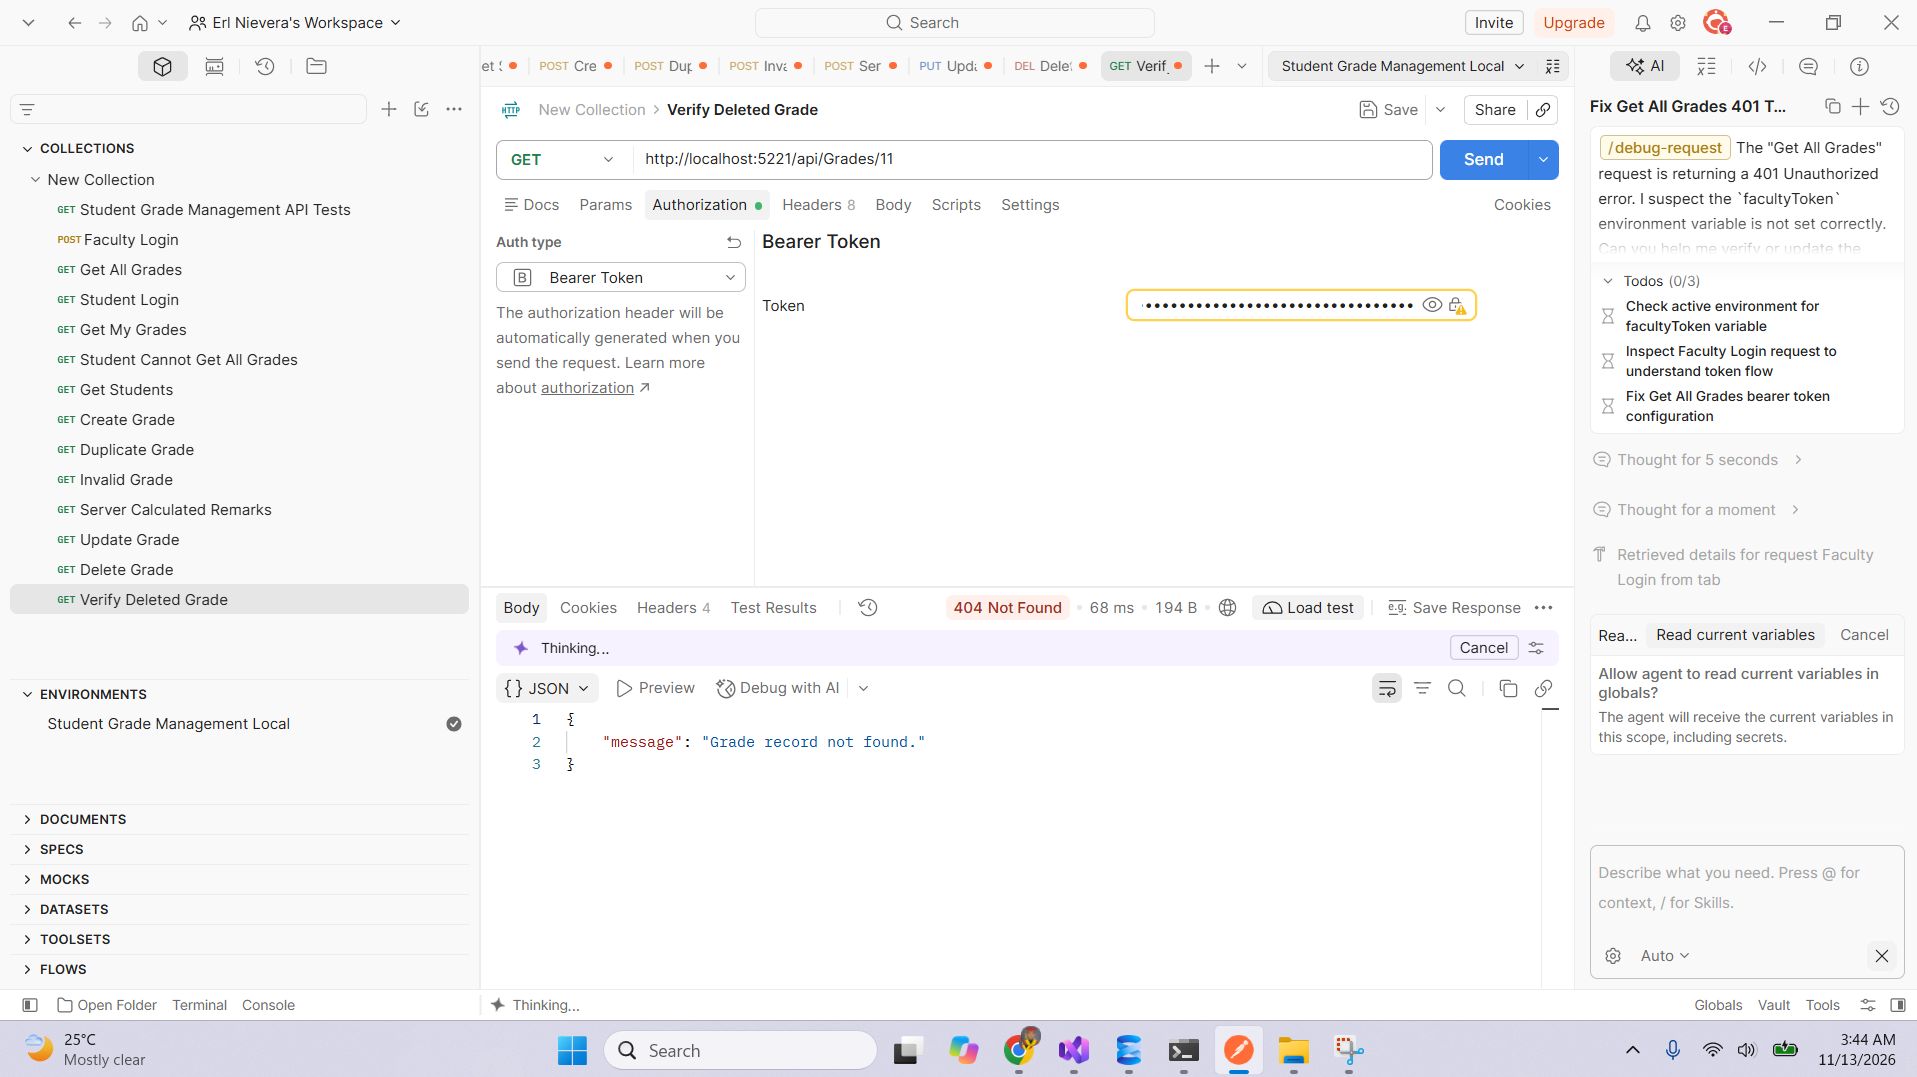 Erl Nievera's Workspace
Search
Invite
Upgrade
E
POST Cre
POST Dup
POST Inva
POST Ser
PUT Upda
DEL Dele
GET Verif
Student Grade Management Local
AI
COLLECTIONS
New Collection
GET Student Grade Management API Tests
POST Faculty Login
GET Get All Grades
GET Student Login
GET Get My Grades
GET Student Cannot Get All Grades
GET Get Students
GET Create Grade
GET Duplicate Grade
GET Invalid Grade
GET Server Calculated Remarks
GET Update Grade
GET Delete Grade
GET Verify Deleted Grade
ENVIRONMENTS
Student Grade Management Local
DOCUMENTS
SPECS
MOCKS
DATASETS
TOOLSETS
FLOWS
HTTP New Collection > Verify Deleted Grade
Save
Share
GET http://localhost:5221/api/Grades/11
Send
Docs Params Authorization Headers 8 Body Scripts Settings
Cookies
Auth type
B Bearer Token
The authorization header will be
automatically generated when you
send the request. Learn more
about authorization ↗
Bearer Token
Token
Body Cookies Headers 4 Test Results
404 Not Found • 68 ms • 194 B
Load test
e.g. Save Response
Thinking...
Cancel
{} JSON
Preview
Debug with AI
1 {
2 "message": "Grade record not found."
3 }
Fix Get All Grades 401 T...
/debug-request The "Get All Grades"
request is returning a 401 Unauthorized
error. I suspect the `facultyToken`
environment variable is not set correctly.
Can you help me verify or update the
Todos (0/3)
Check active environment for
facultyToken variable
Inspect Faculty Login request to
understand token flow
Fix Get All Grades bearer token
configuration
Thought for 5 seconds
Thought for a moment
Retrieved details for request Faculty
Login from tab
Rea... Read current variables Cancel
Allow agent to read current variables in
globals?
The agent will receive the current variables in
this scope, including secrets.
Describe what you need. Press @ for
context, / for Skills.
Auto
Open Folder Terminal Console
Thinking...
Globals Vault Tools
25°C
Mostly clear
Search
3:44 AM
11/13/2026